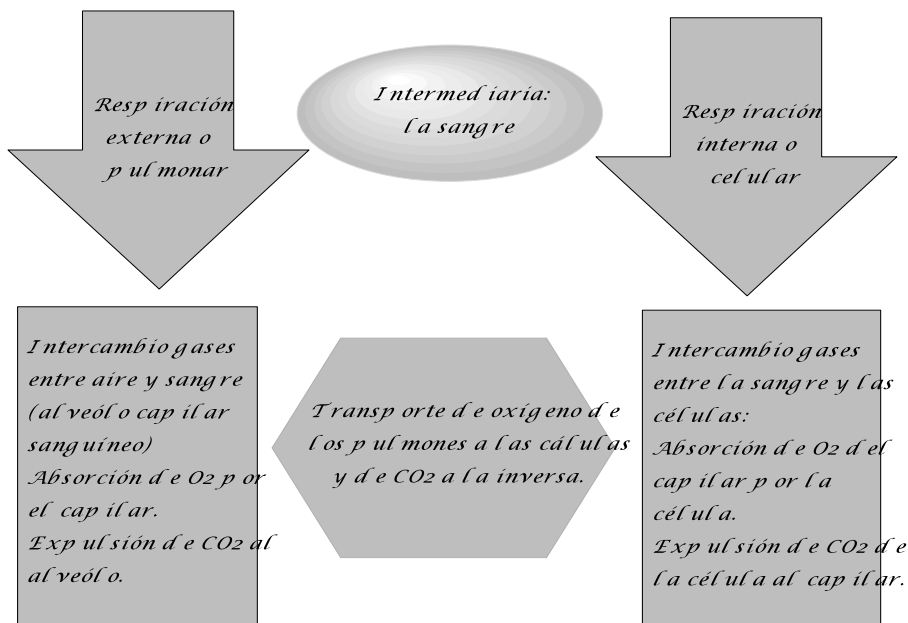 Respiración
externa o
pulmonar
Intermediaria:
la sangre
Respiración
interna o
celular
Intercambio gases
entre aire y sangre
(alveólo capilar
sanguíneo)
Absorción de O2 por
el capilar.
Expulsión de CO2 al
alveólo.
Transporte de oxígeno de
los pulmones a las cálulas
y de CO2 a la inversa.
Intercambio gases
entre la sangre y las
células:
Absorción de O2 del
capilar por la
célula.
Expulsión de CO2 de
la célula al capilar.